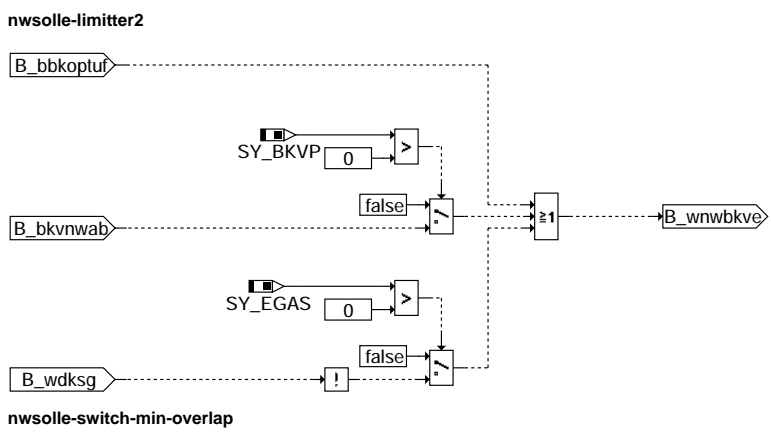 nwsolle-limitter2
B_bbkoptuf
SY_BKVP
0
>
false
B_bkvnwab
≧1
B_wnwbkve
SY_EGAS
0
>
false
B_wdksg
!
nwsolle-switch-min-overlap